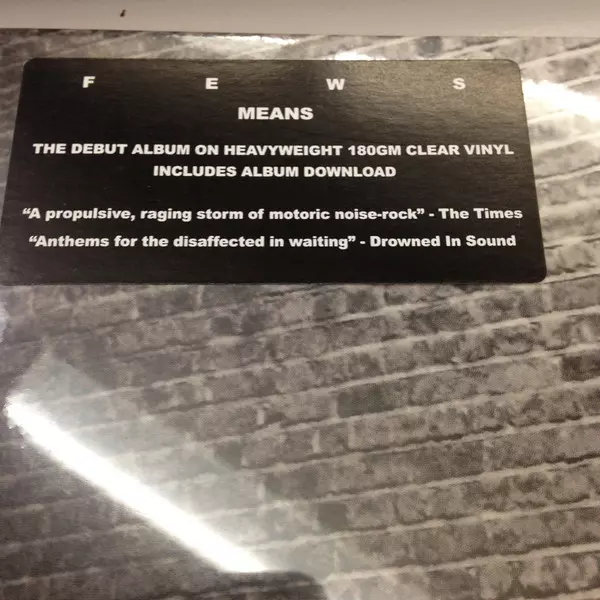 F E W S
MEANS
THE DEBUT ALBUM ON HEAVYWEIGHT 180GM CLEAR VINYL
INCLUDES ALBUM DOWNLOAD
“A propulsive, raging storm of motoric noise-rock” - The Times
“Anthems for the disaffected in waiting” - Drowned In Sound